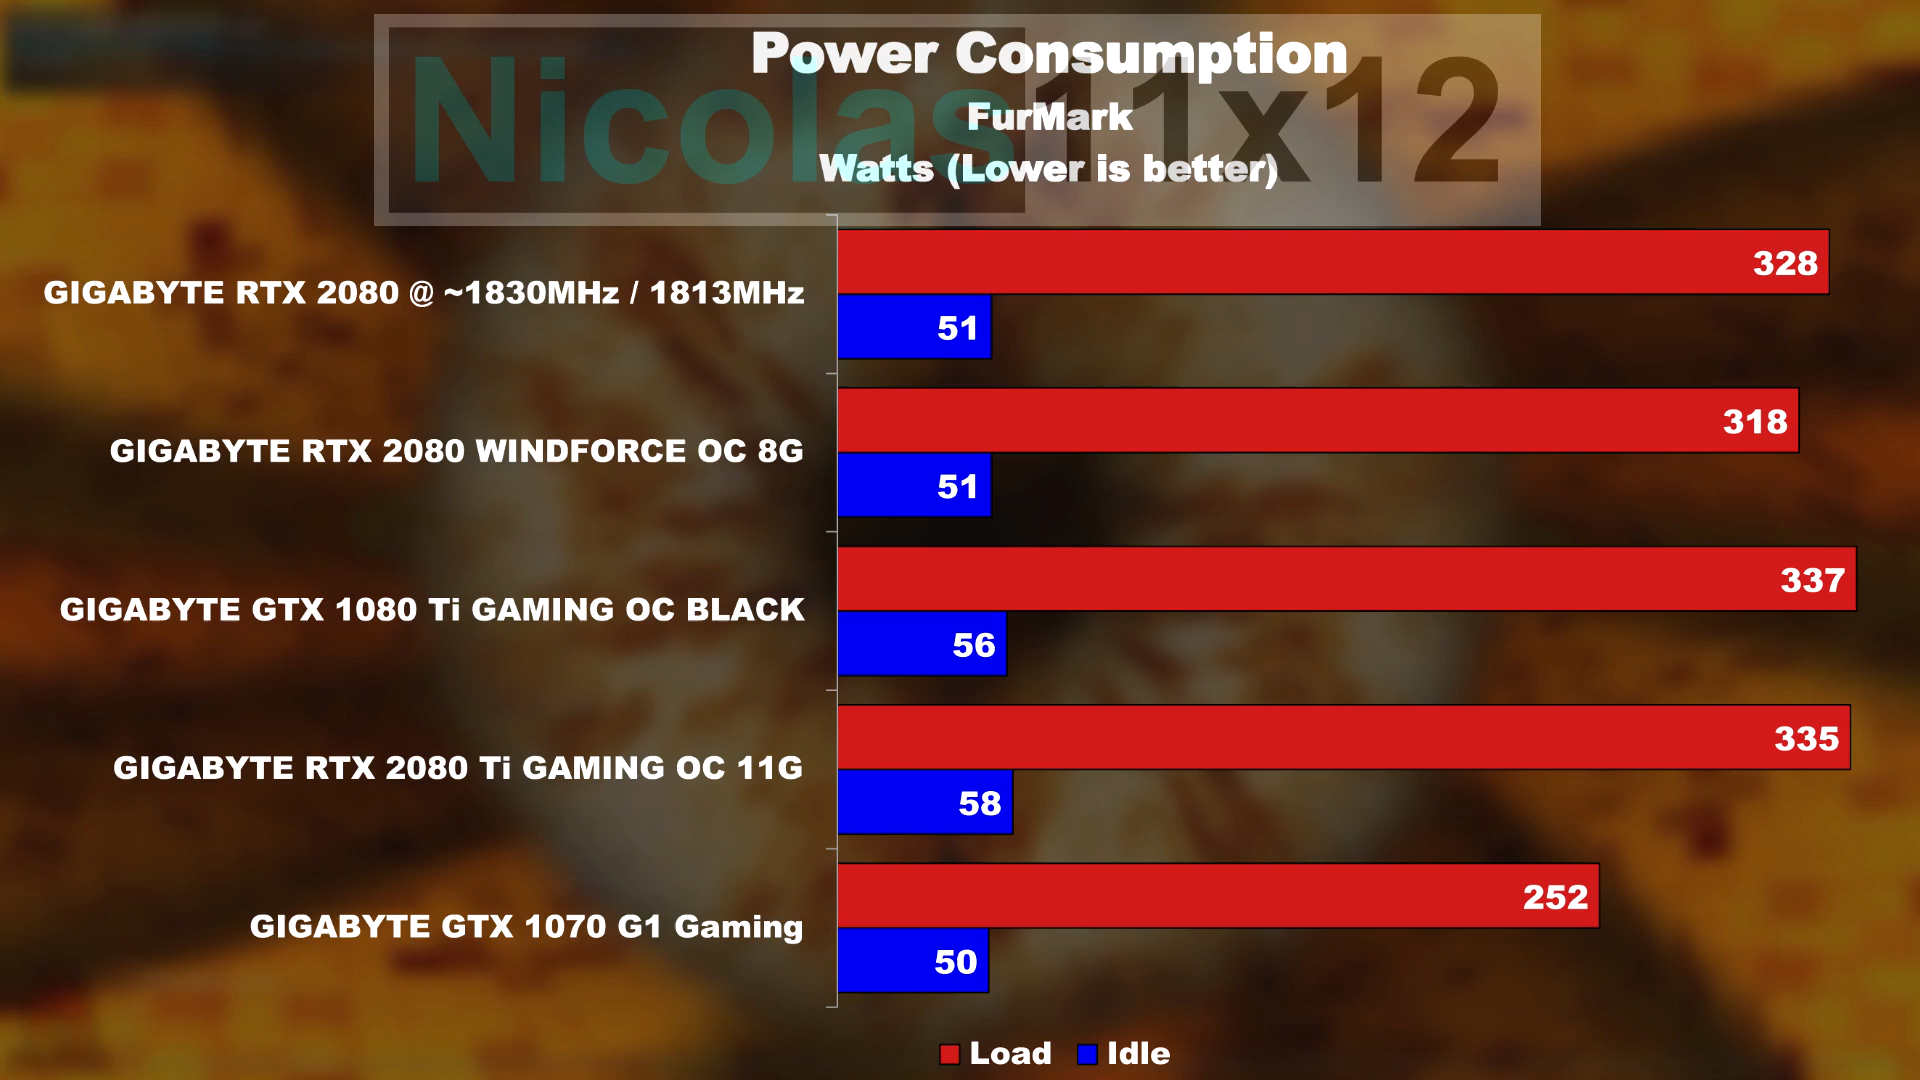 Power Consumption
Nicolas11x12
FurMark
Watts (Lower is better)
GIGABYTE RTX 2080 @ ~1830MHz / 1813MHz
328
51
GIGABYTE RTX 2080 WINDFORCE OC 8G
318
51
GIGABYTE GTX 1080 Ti GAMING OC BLACK
337
56
GIGABYTE RTX 2080 Ti GAMING OC 11G
335
58
GIGABYTE GTX 1070 G1 Gaming
252
50
Load Idle